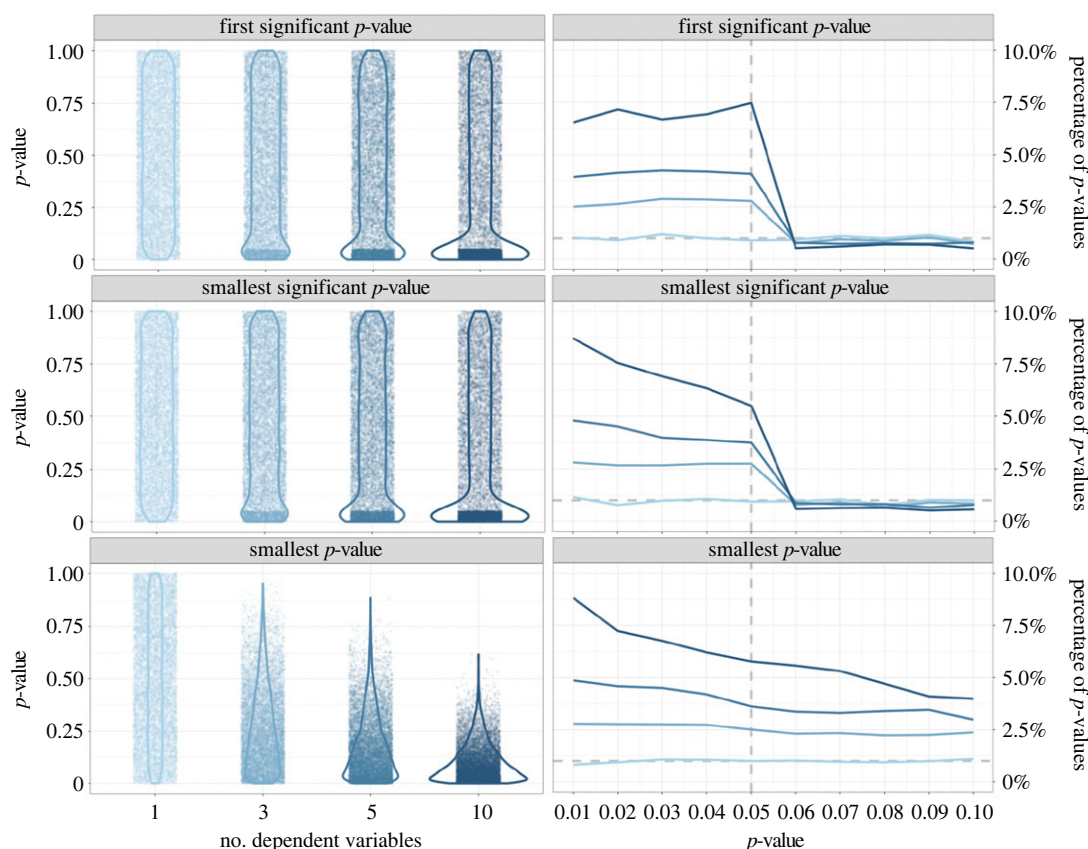 first significant p-value
first significant p-value
1.00
0.75
0.50
0.25
0
p-value
10.0%
7.5%
5.0%
2.5%
0%
percentage of p-values
smallest significant p-value
smallest significant p-value
1.00
0.75
0.50
0.25
0
p-value
10.0%
7.5%
5.0%
2.5%
0%
percentage of p-values
smallest p-value
smallest p-value
1.00
0.75
0.50
0.25
0
p-value
10.0%
7.5%
5.0%
2.5%
0%
percentage of p-values
1 3 5 10
no. dependent variables
0.01 0.02 0.03 0.04 0.05 0.06 0.07 0.08 0.09 0.10
p-value